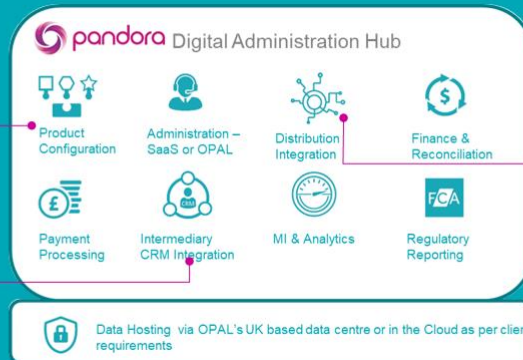 pandora Digital Administration Hub
Product
Configuration
Administration –
SaaS or OPAL
Distribution
Integration
$
Finance &
Reconciliation
£
Payment
Processing
CRM
Intermediary
CRM Integration
MI & Analytics
FCA
Regulatory
Reporting
Data Hosting via OPAL's UK based data centre or in the Cloud as per clien
requirements